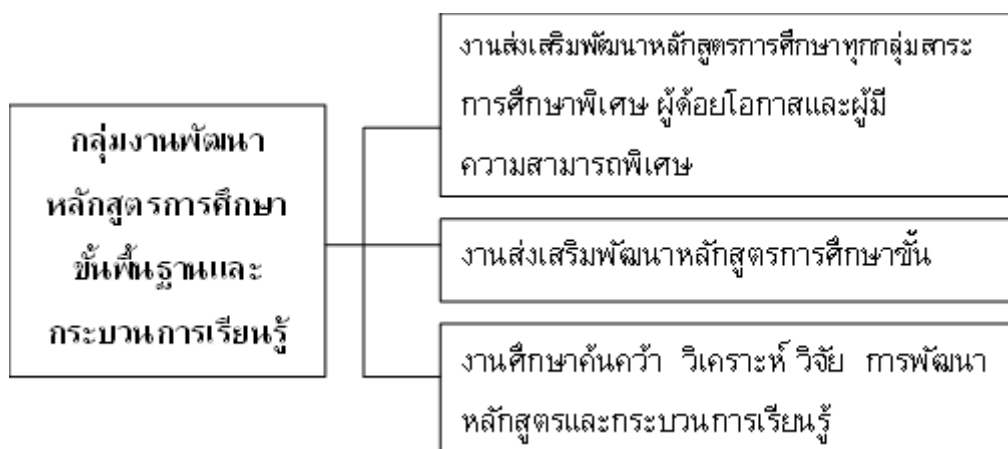 กลุ่มงานพัฒนา
หลักสูตรการศึกษา
ขั้นพื้นฐานและ
กระบวนการเรียนรู้
งานส่งเสริมพัฒนาหลักสูตรการศึกษาทุกกลุ่มสาระ
การศึกษาพิเศษ ผู้ด้อยโอกาสและผู้มี
ความสามารถพิเศษ
งานส่งเสริมพัฒนาหลักสูตรการศึกษาขั้น
งานศึกษาค้นคว้า วิเคราะห์ วิจัย การพัฒนา
หลักสูตรและกระบวนการเรียนรู้